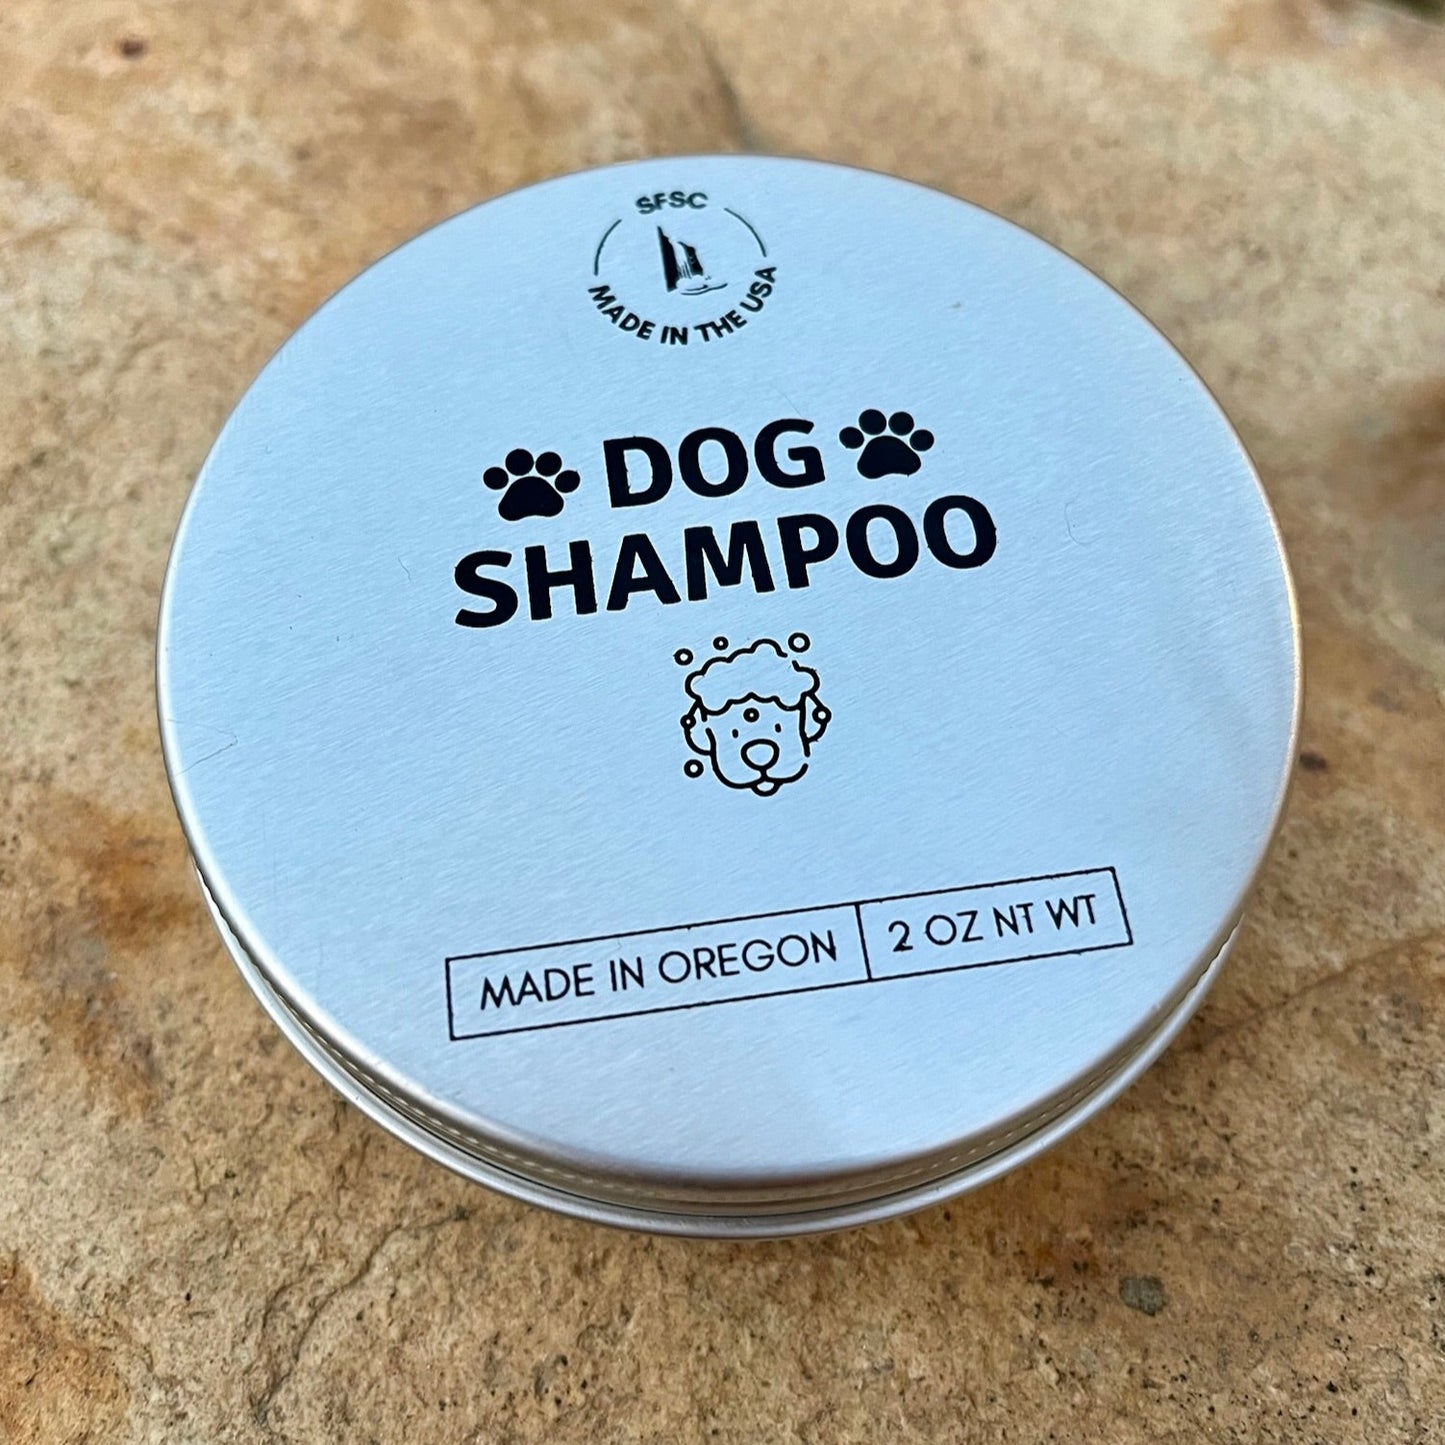 SFSC
MADE IN THE USA
DOG
SHAMPOO
MADE IN OREGON
2 OZ NT WT